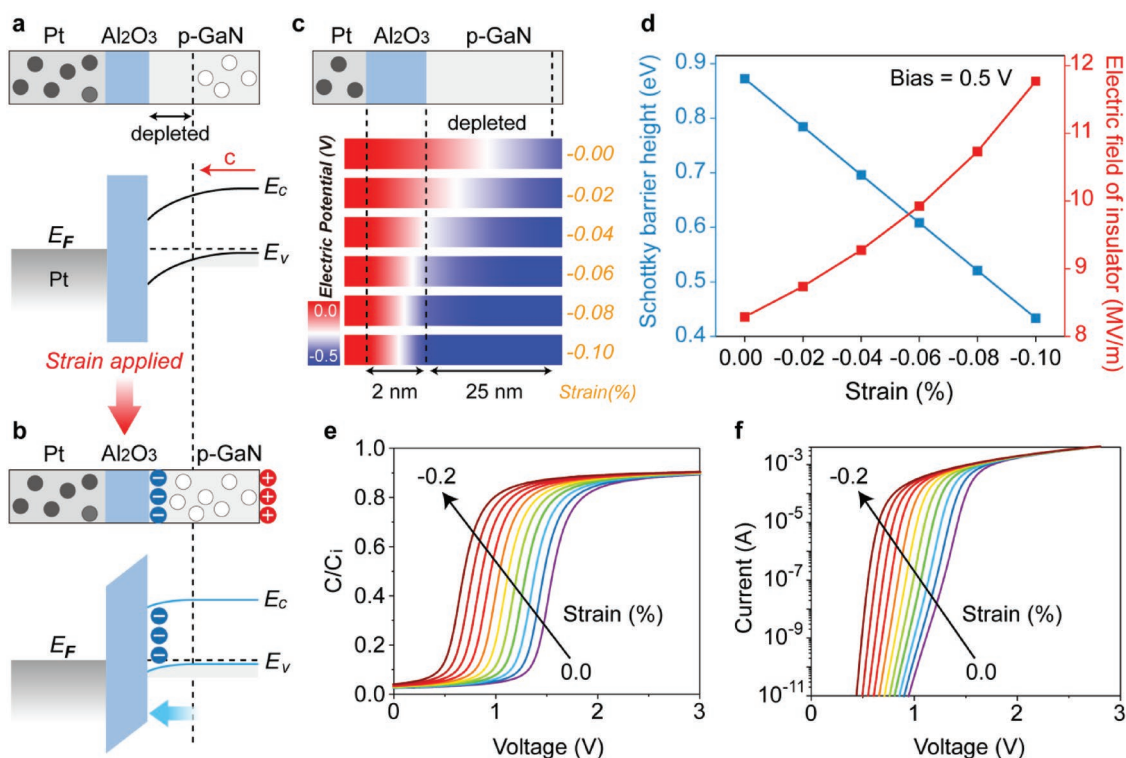 a
Pt Al2O3 p-GaN
depleted
c
EC
EF
EV
Pt
Strain applied
b
Pt Al2O3 p-GaN
EC
EF
EV
c
Pt Al2O3 p-GaN
depleted
Electric Potential (V)
0.0
-0.5
-0.00
-0.02
-0.04
-0.06
-0.08
-0.10
2 nm 25 nm Strain(%)
d
Schottky barrier height (eV)
0.9
0.8
0.7
0.6
0.5
0.4
Bias = 0.5 V
12
11
10
9
8
Electric field of insulator (MV/m)
0.00 -0.02 -0.04 -0.06 -0.08 -0.10
Strain (%)
e
C/Ci
1.0
0.8
0.6
0.4
0.2
0.0
-0.2
Strain (%)
0.0
0 1 2 3
Voltage (V)
f
Current (A)
10-3
10-5
10-7
10-9
10-11
-0.2
Strain (%)
0.0
0 1 2 3
Voltage (V)